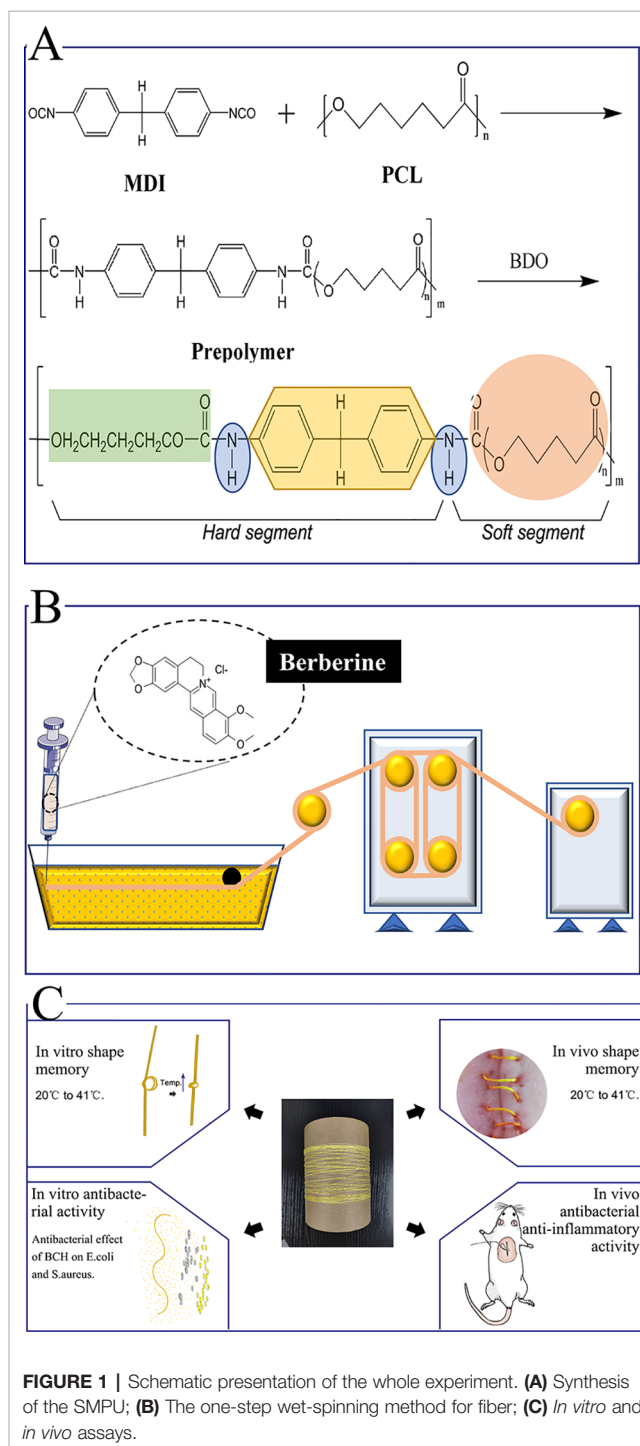 A
OCN
H
H
NCO
+
O
O
n
MDI
PCL
O
C
N
H
H
H
N
H
O
C
O
O
n
m
BDO
Prepolymer
OH₂CH₂CH₂CH₂CO
O
C
N
H
H
H
N
H
O
C
O
O
n
m
Hard segment
Soft segment
B
Berberine
O
O
N⁺
Cl-
O
O
C
In vitro shape
memory
20℃ to 41℃.
Temp.
In vivo shape
memory
20℃ to 41℃.
In vitro antibacte-
rial activity
Antibacterial effect
of BCH on E.coli
and S.aureus.
In vivo
antibacterial
anti-inflammatory
activity
FIGURE 1 | Schematic presentation of the whole experiment. (A) Synthesis
of the SMPU; (B) The one-step wet-spinning method for fiber; (C) In vitro and
in vivo assays.